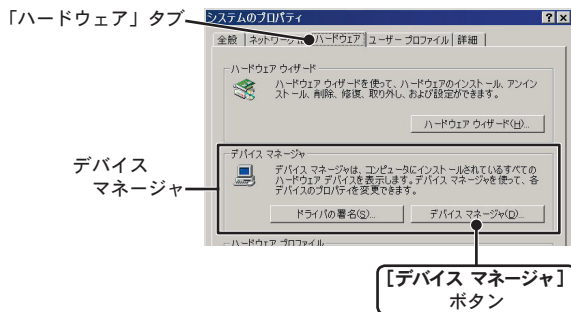 「ハードウェア」タブ
システムのプロパティ
全般
ハードウェア
ユーザー プロファイル
詳細
ハードウェア ウィザード
ハードウェア ウィザードを使って、ハードウェアのインストール、アンイン
ストール、削除、修復、取り外し、および設定ができます。
ハードウェア ウィザード(H)...
デバイス
マネージャ
デバイス マネージャ
デバイス マネージャは、コンピュータにインストールされているすべての
ハードウェア デバイスを表示します。デバイス マネージャを使って、各
デバイスのプロパティを変更できます。
ドライバの署名(S)...
デバイス マネージャ(D)...
ハードウェア プロファイル
[デバイス マネージャ]
ボタン